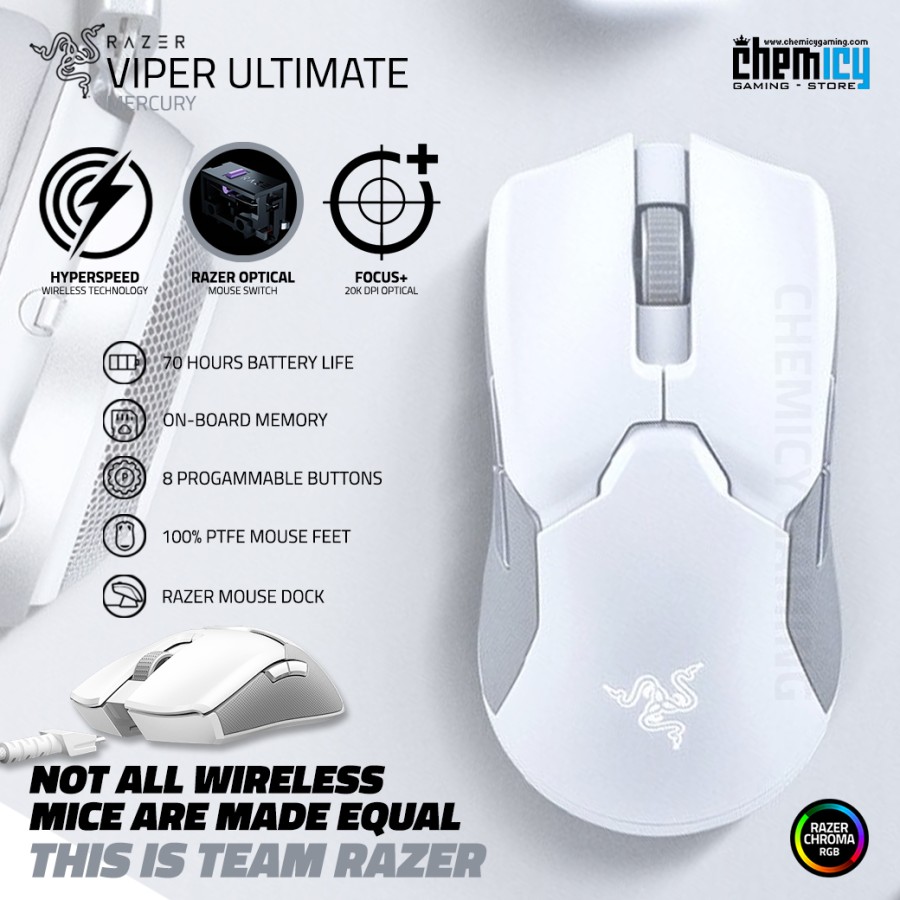 RAZER
VIPER ULTIMATE
MERCURY
www.chemicygaming.com
chemicy
GAMING - STORE
HYPERSPEED
WIRELESS TECHNOLOGY
RAZER OPTICAL
MOUSE SWITCH
FOCUS+
20K DPI OPTICAL
70 HOURS BATTERY LIFE
ON-BOARD MEMORY
8 PROGAMMABLE BUTTONS
100% PTFE MOUSE FEET
RAZER MOUSE DOCK
CHEMICYGAMING
NOT ALL WIRELESS
MICE ARE MADE EQUAL
THIS IS TEAM RAZER
RAZER
CHROMA
RGB